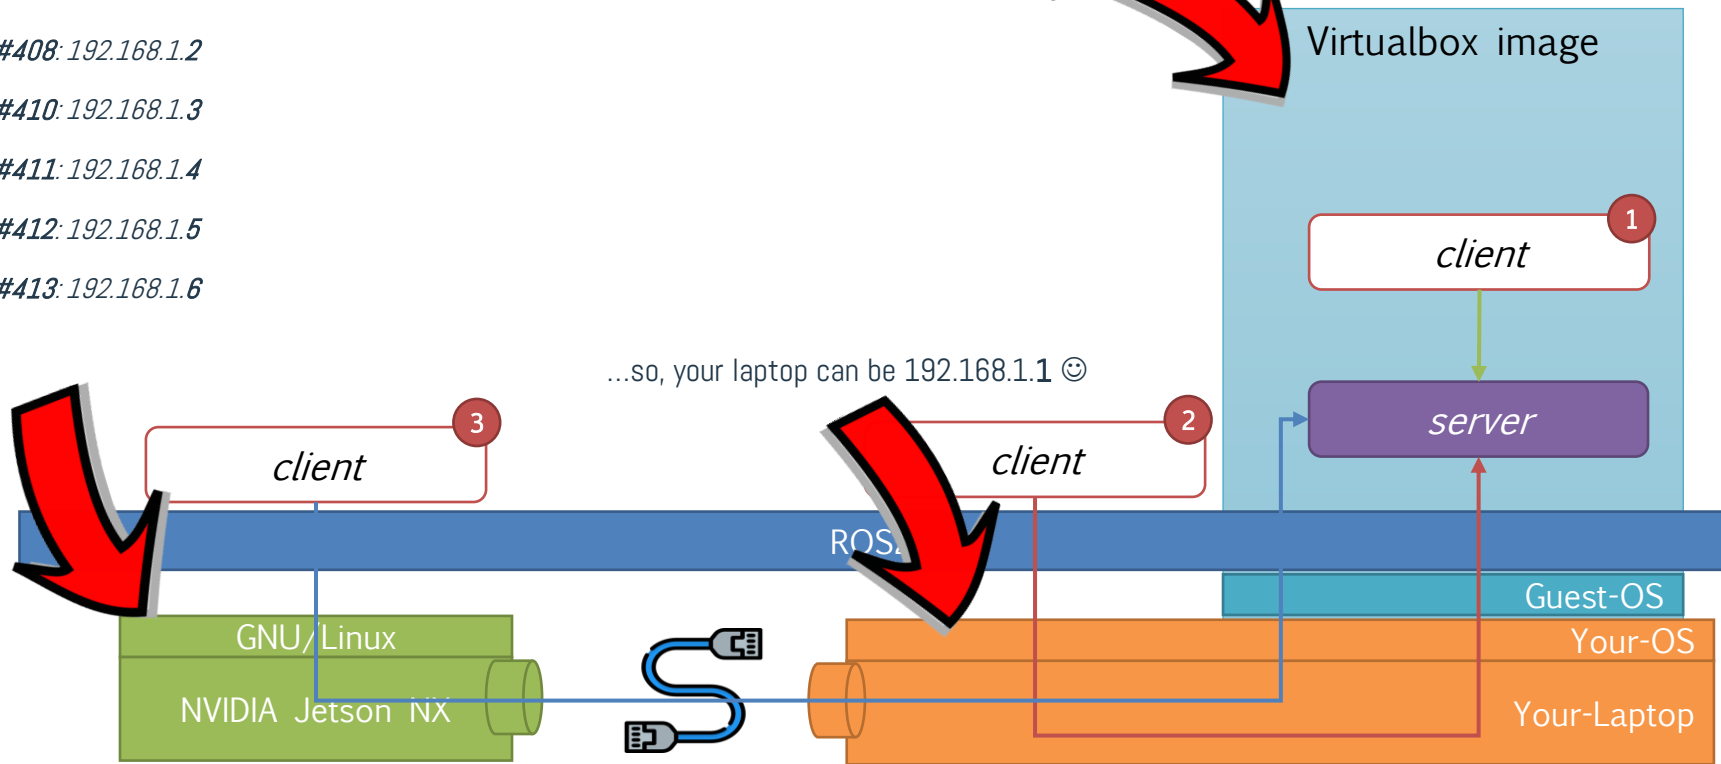 Virtualbox image
#408: 192.168.1.2
#410: 192.168.1.3
#411: 192.168.1.4
#412: 192.168.1.5
#413: 192.168.1.6
1
client
…so, your laptop can be 192.168.1.1 ☺
server
3
client
2
client
Guest-OS
GNU/Linux
Your-OS
NVIDIA Jetson NX
Your-Laptop